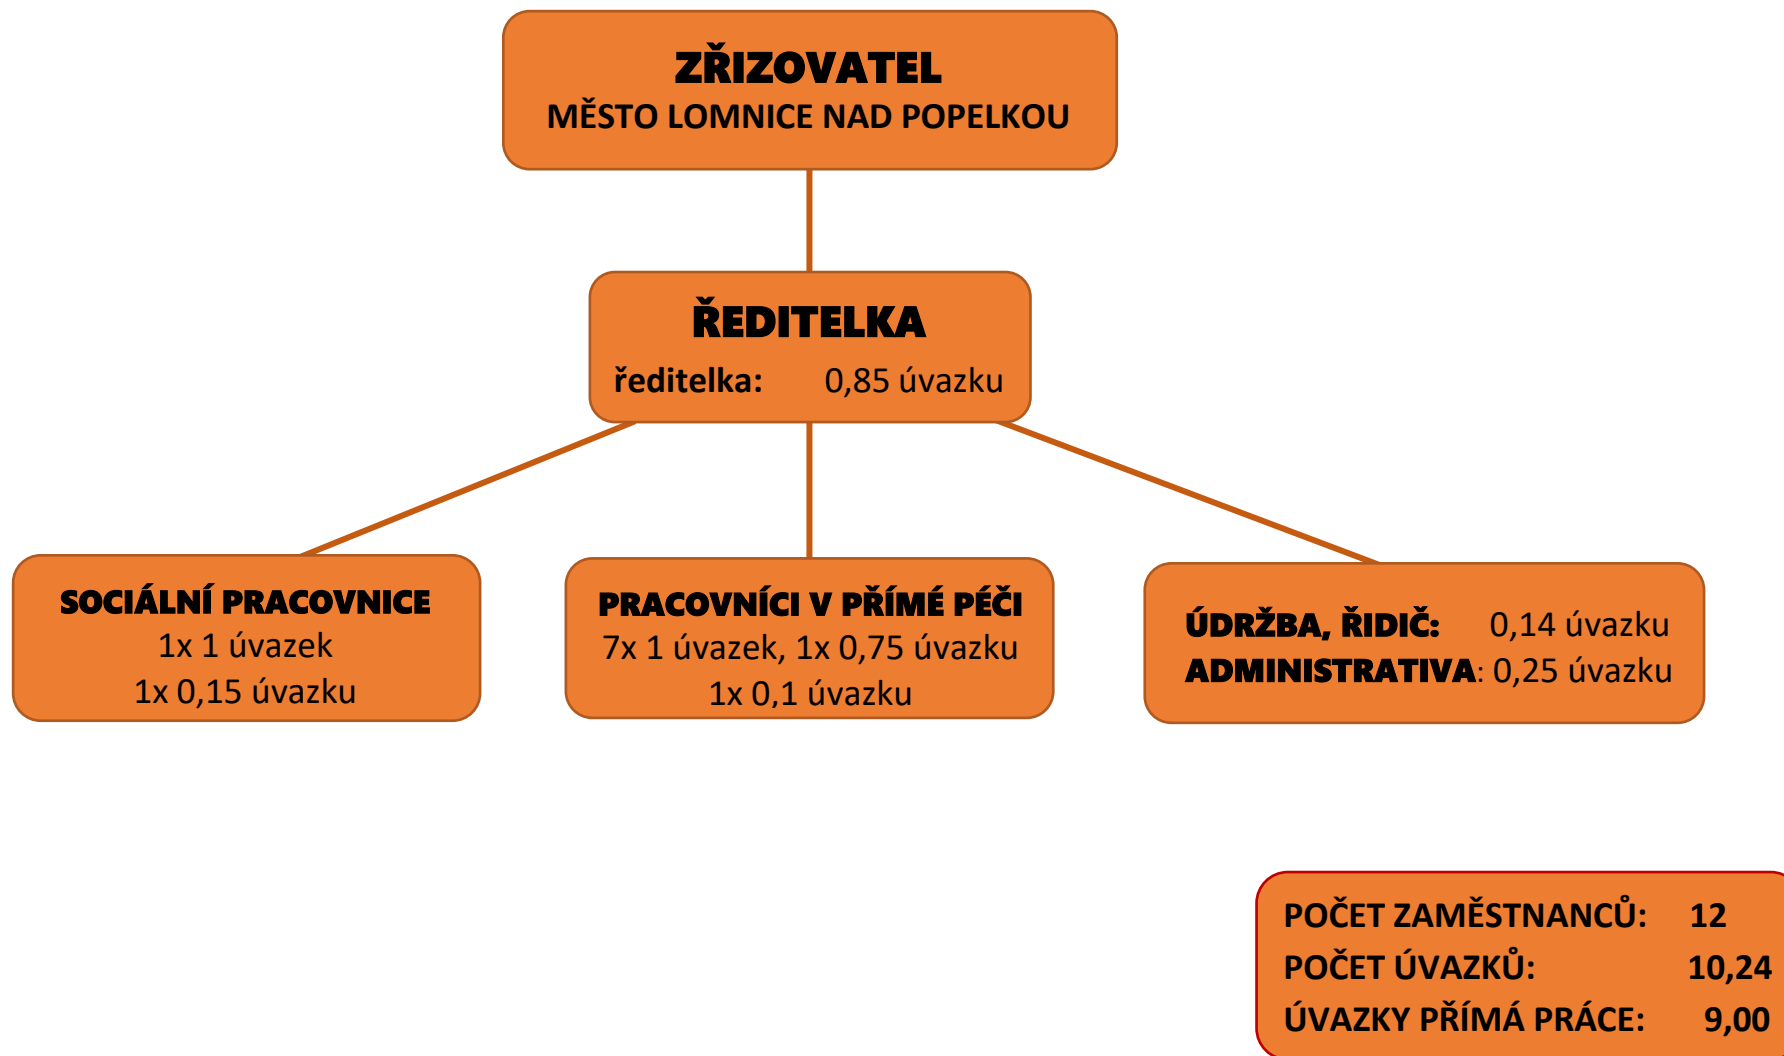 ZŘIZOVATEL
MĚSTO LOMNICE NAD POPELKOU
ŘEDITELKA
ředitelka: 0,85 úvazku
SOCIÁLNÍ PRACOVNICE
1x 1 úvazek
1x 0,15 úvazku
PRACOVNÍCI V PŘÍMÉ PÉČI
7x 1 úvazek, 1x 0,75 úvazku
1x 0,1 úvazku
ÚDRŽBA, ŘIDIČ: 0,14 úvazku
ADMINISTRATIVA: 0,25 úvazku
POČET ZAMĚSTNANCŮ: 12
POČET ÚVAZKŮ: 10,24
ÚVAZKY PŘÍMÁ PRÁCE: 9,00